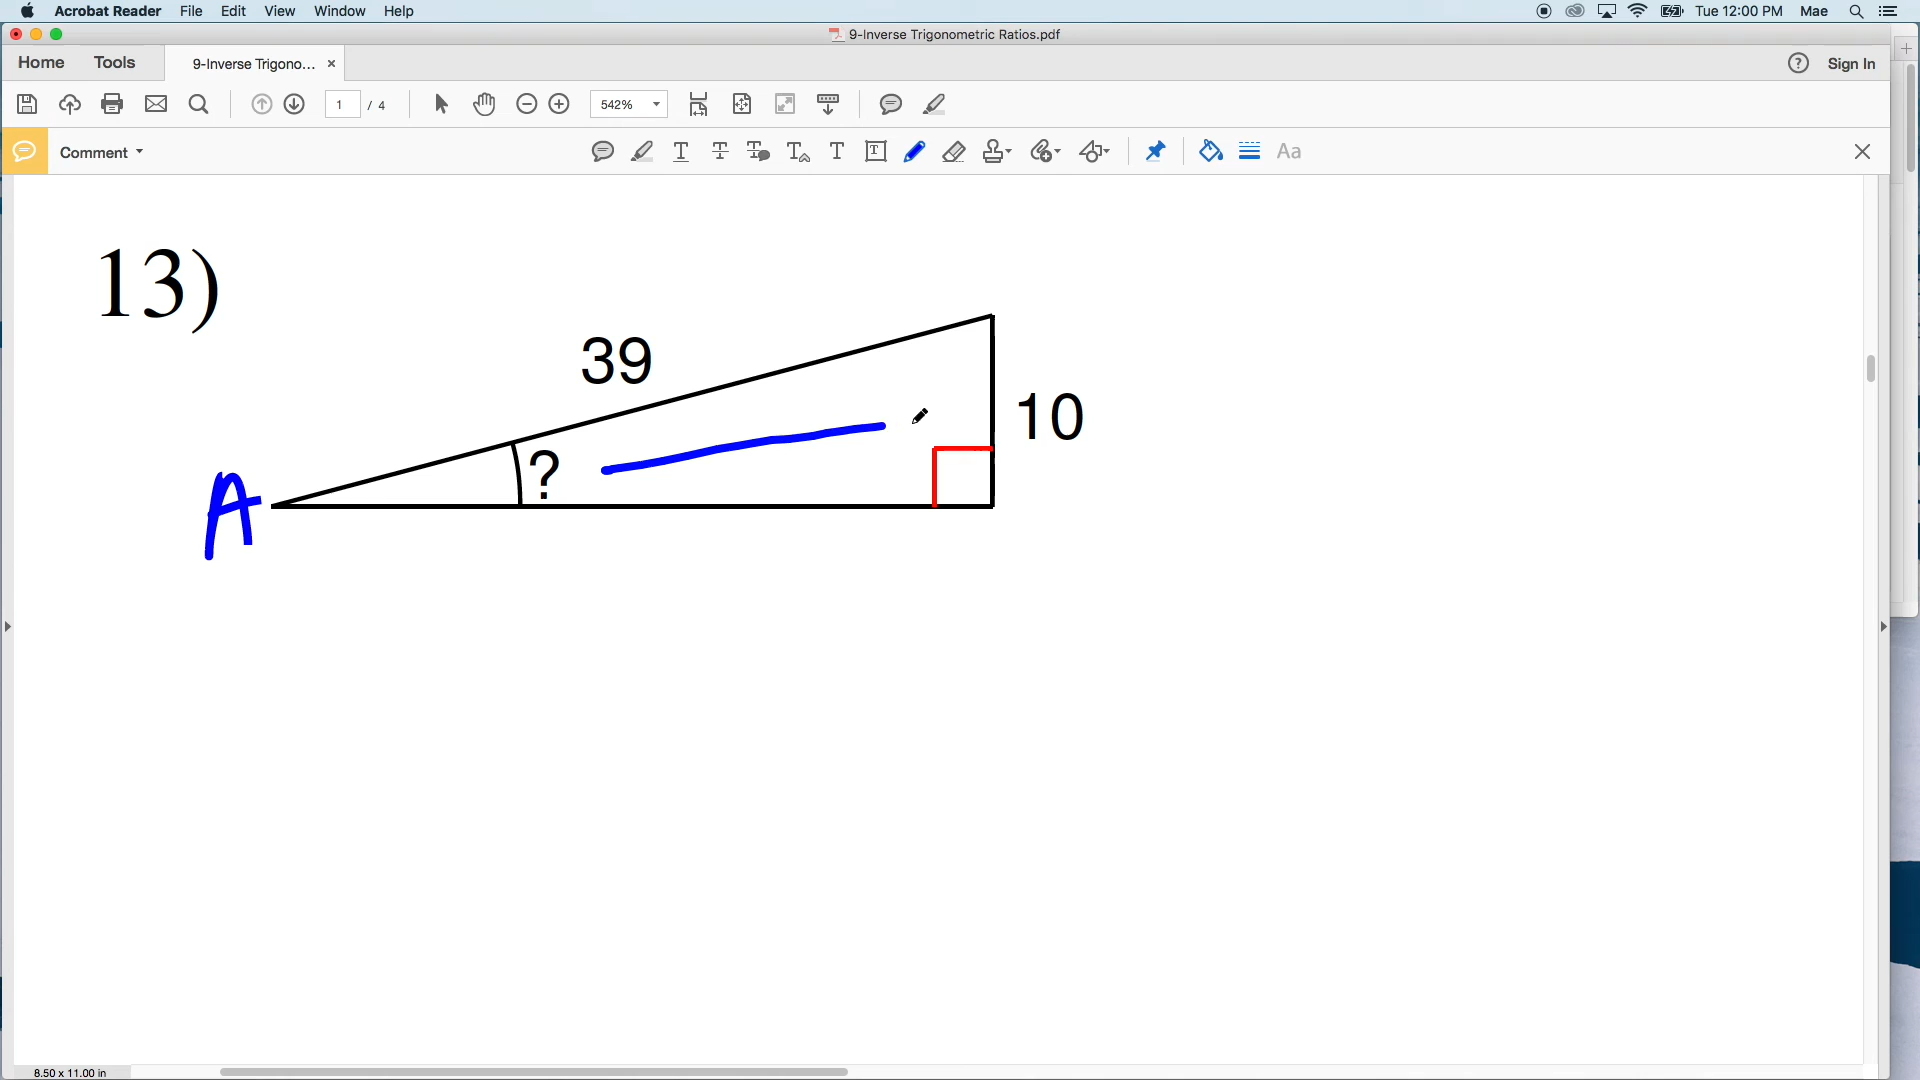 Acrobat Reader File Edit View Window Help Tue 12:00 PM Mae
9-Inverse Trigonometric Ratios.pdf
Home Tools 9-Inverse Trigono... × ? Sign In
1 / 4 542%
Comment T T T T T T Aa
13)
39
10
?
A
8.50 x 11.00 in